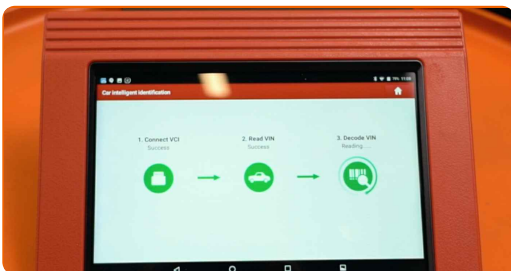 Car Intelligent Identification
1. Connect VCI
Success
2. Read VIN
Success
3. Decode VIN
Reading.....